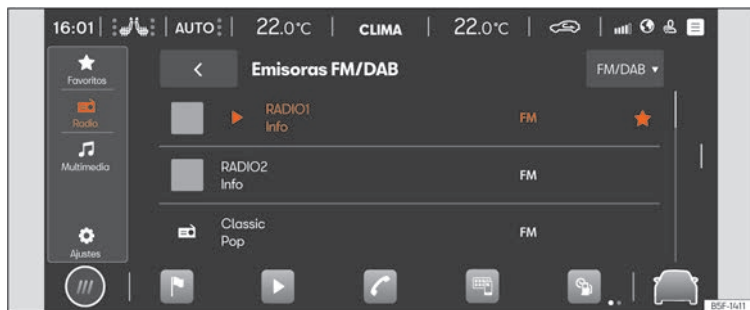 16:01 AUTO 22.0°C CLIMA 22.0°C
Favoritos
Emisoras FM/DAB
FM/DAB
Radio
RADIO1
Info
FM
Multimedia
RADIO2
Info
FM
Classic
Pop
FM
Ajustes
B5F-1411